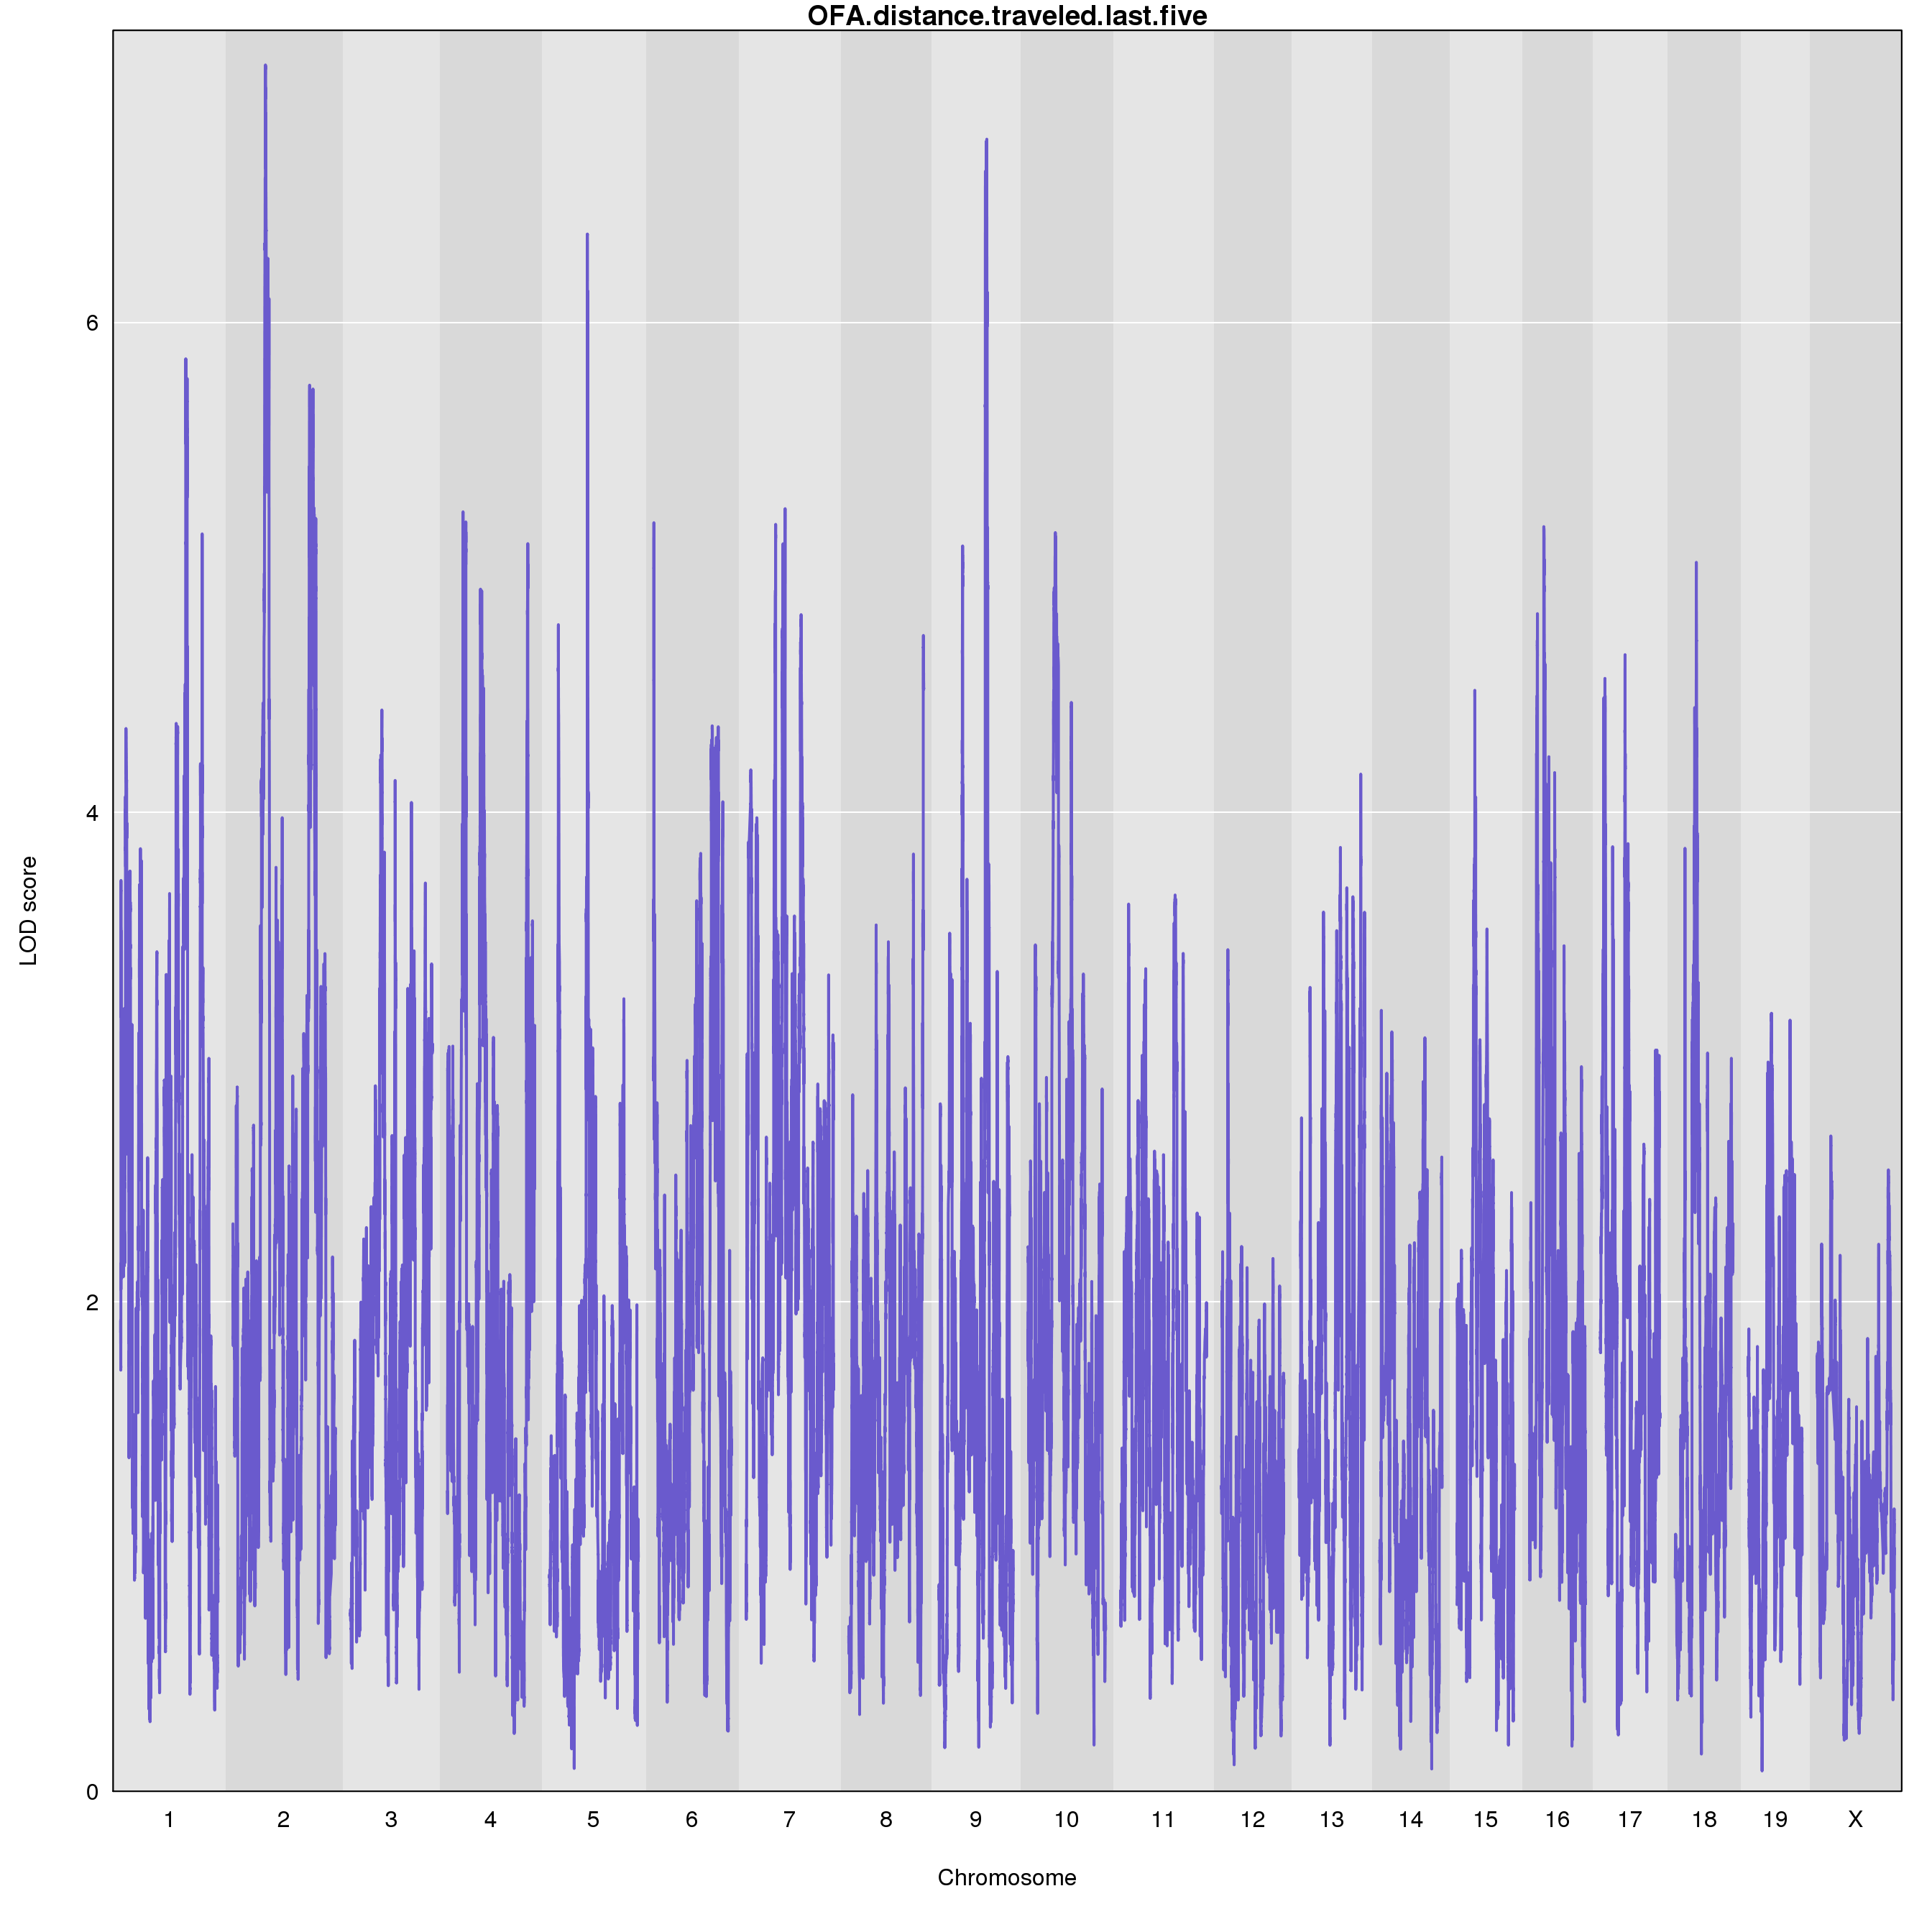 OFA.distance.traveled.last.five
LOD score
6
4
2
0
1 2 3 4 5 6 7 8 9 10 11 12 13 14 15 16 17 18 19 X
Chromosome